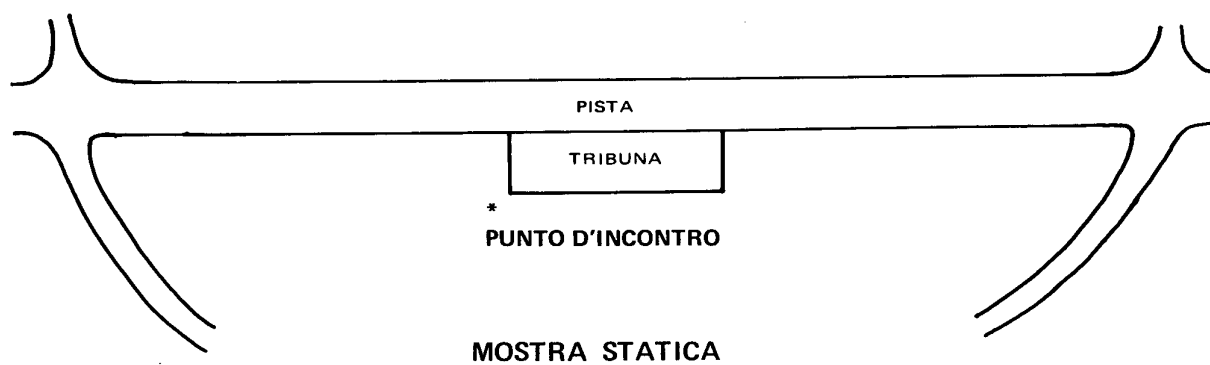 PISTA
TRIBUNA
*
PUNTO D'INCONTRO
MOSTRA STATICA